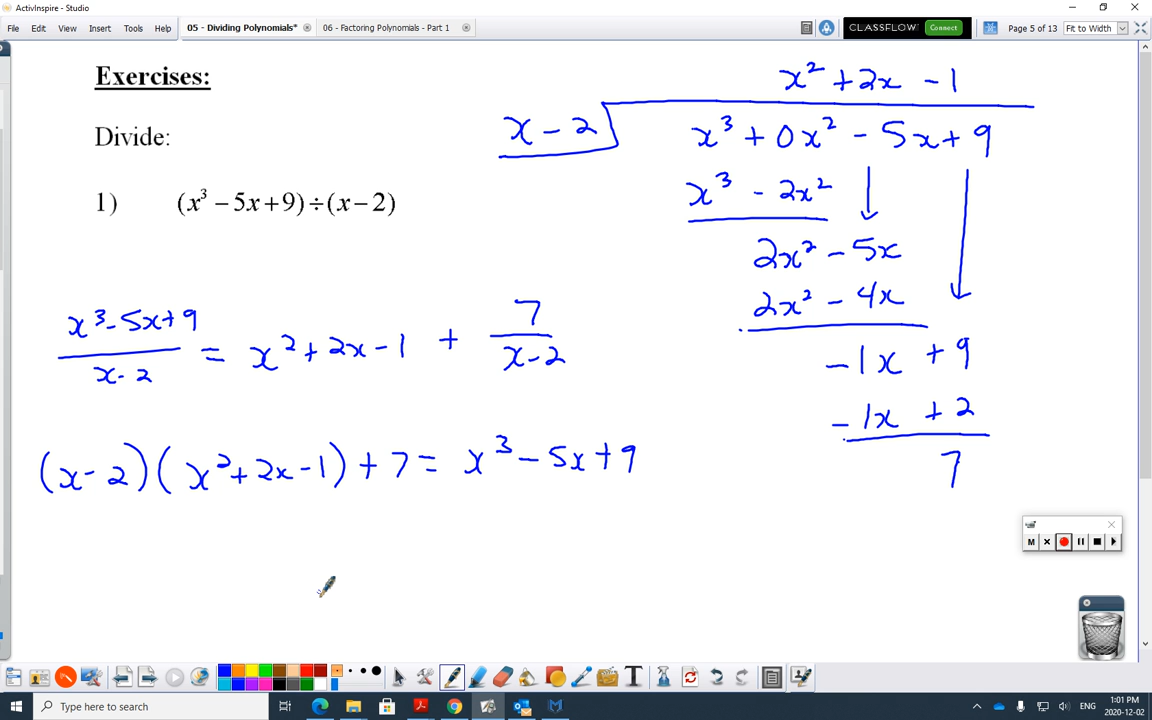 ActivInspire - Studio
File Edit View Insert Tools Help
05 - Dividing Polynomials*
06 - Factoring Polynomials - Part 1
CLASSFLOW Connect
Page 5 of 13
Fit to Width
Exercises:
Divide:
1) (x³ − 5x + 9) ÷ (x − 2)
x² + 2x − 1
x − 2
x³ + 0x² − 5x + 9
x³ − 2x²
2x² − 5x
2x² − 4x
−1x + 9
−1x + 2
7
x³ − 5x + 9
x − 2
= x² + 2x − 1 +
7
x − 2
(x − 2)(x² + 2x − 1) + 7 = x³ − 5x + 9
M
T
Type here to search
ENG
1:01 PM
2020-12-02